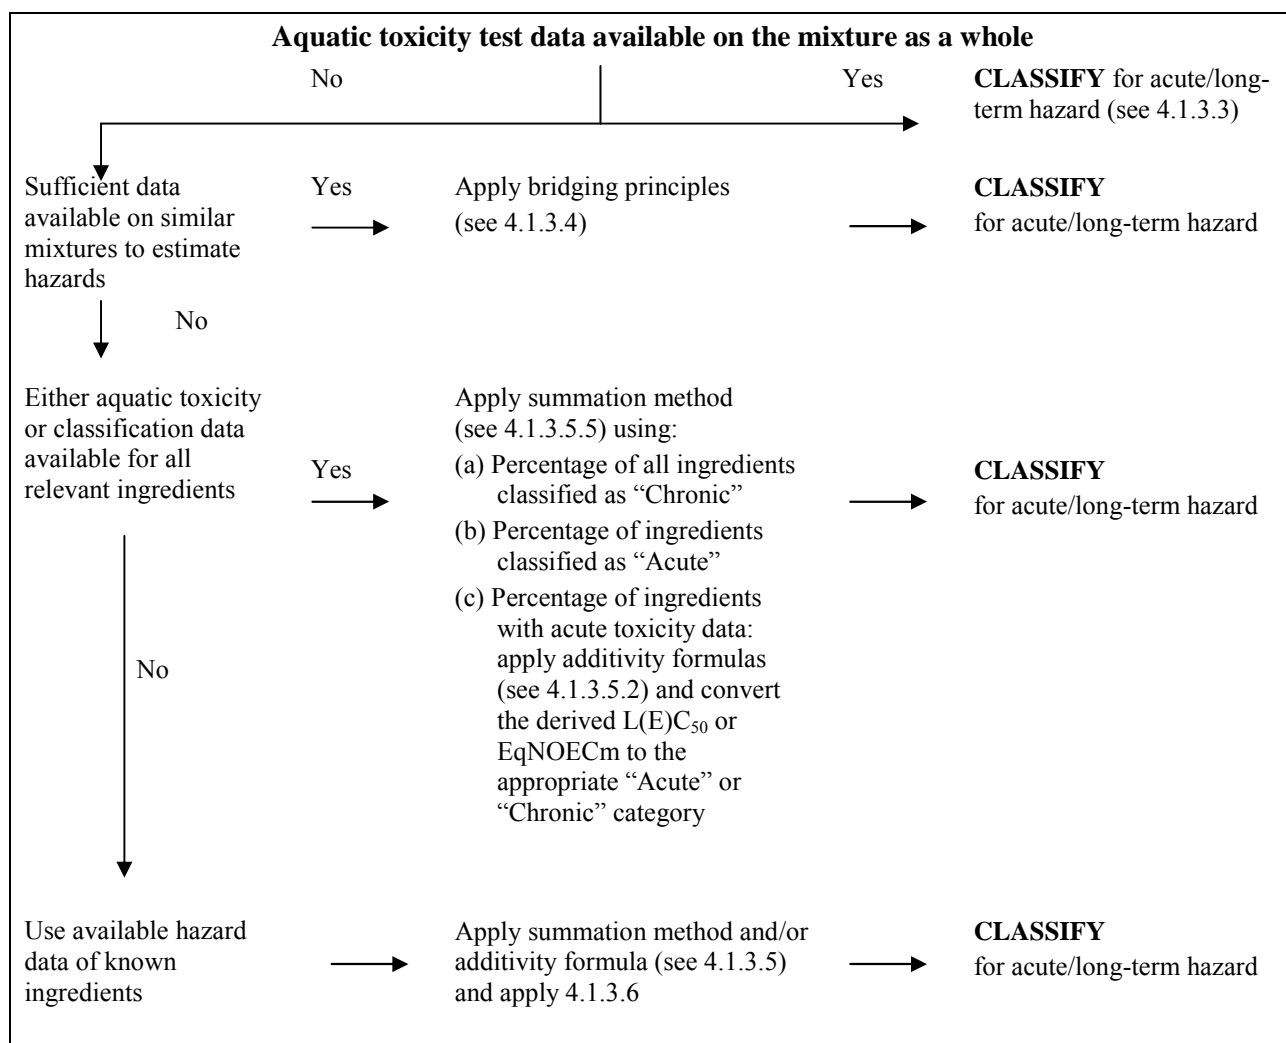 Aquatic toxicity test data available on the mixture as a whole
No
Yes
CLASSIFY for acute/long-
term hazard (see 4.1.3.3)
Sufficient data
available on similar
mixtures to estimate
hazards
Yes
Apply bridging principles
(see 4.1.3.4)
CLASSIFY
for acute/long-term hazard
No
Either aquatic toxicity
or classification data
available for all
relevant ingredients
Yes
Apply summation method
(see 4.1.3.5.5) using:
(a) Percentage of all ingredients
classified as “Chronic”
(b) Percentage of ingredients
classified as “Acute”
(c) Percentage of ingredients
with acute toxicity data:
apply additivity formulas
(see 4.1.3.5.2) and convert
the derived L(E)C₅₀ or
EqNOECm to the
appropriate “Acute” or
“Chronic” category
CLASSIFY
for acute/long-term hazard
No
Use available hazard
data of known
ingredients
Apply summation method and/or
additivity formula (see 4.1.3.5)
and apply 4.1.3.6
CLASSIFY
for acute/long-term hazard